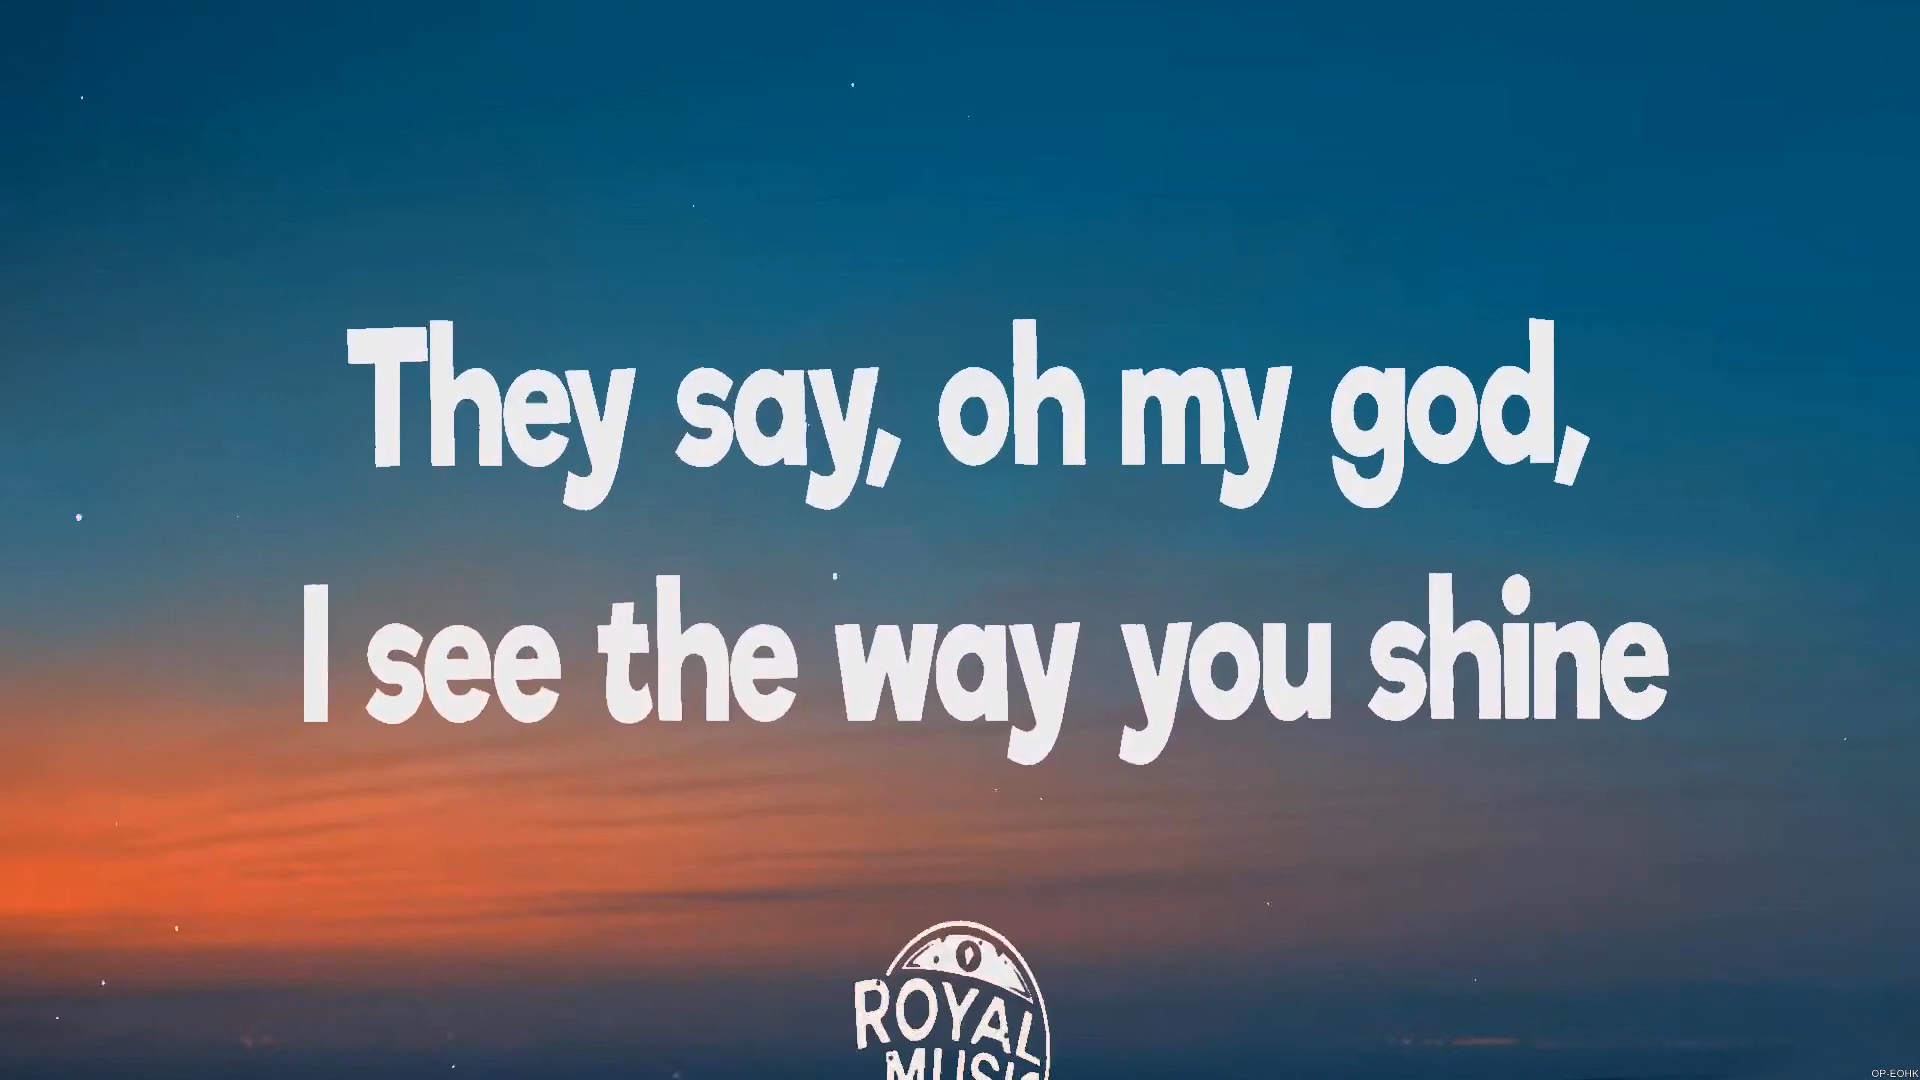 They say, oh my god,
I see the way you shine
ROYAL
MUSIC
OP-EOHK